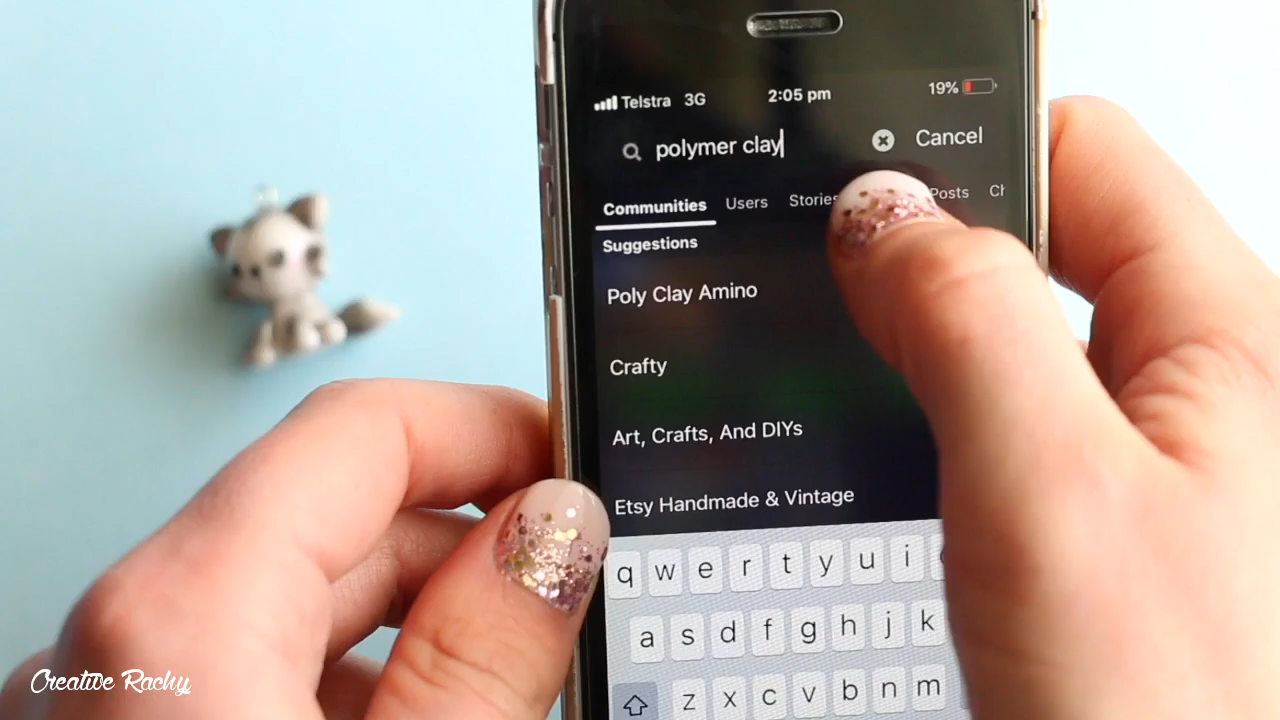 Telstra 3G 2:05 pm 19%
polymer clay Cancel
Communities Users Stories Posts
Suggestions
Poly Clay Amino
Crafty
Art, Crafts, And DIYs
Etsy Handmade & Vintage
q w e r t y u i
a s d f g h j k
z x c v b n m
Creative Rachy